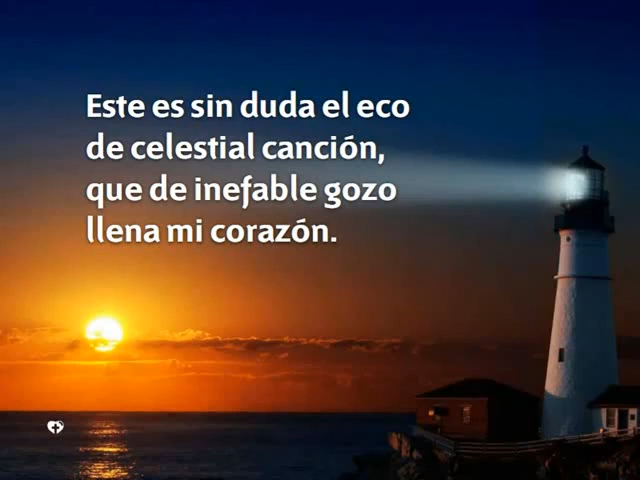 Este es sin duda el eco
de celestial canción,
que de inefable gozo
llena mi corazón.